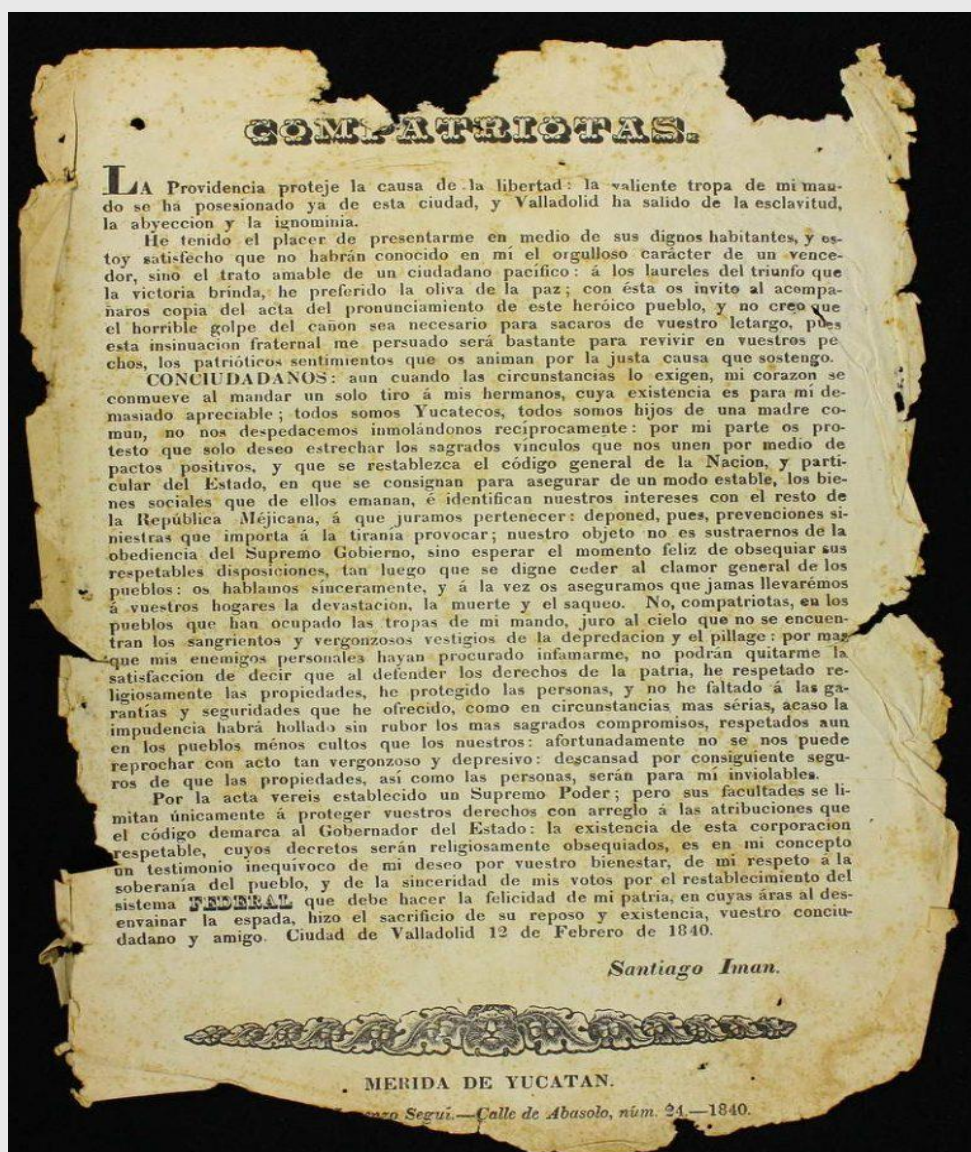 COMPATRIOTAS.
LA Providencia proteje la causa de la libertad: la valiente tropa de mi man-
do se ha posesionado ya de esta ciudad, y Valladolid ha salido de la esclavitud,
la abyeccion y la ignominia.
He tenido el placer de presentarme en medio de sus dignos habitantes, y es-
toy satisfecho que no habrán conocido en mí el orgulloso carácter de un vence-
dor, sino el trato amable de un ciudadano pacífico: á los laureles del triunfo que
la victoria brinda, he preferido la oliva de la paz; con ésta os invito al acompa-
ñaros copia del acta del pronunciamiento de este heróico pueblo, y no creo que
el horrible golpe del cañon sea necesario para sacaros de vuestro letargo, pues
esta insinuacion fraternal me persuado será bastante para revivir en vuestros pe
chos, los patrióticos sentimientos que os animan por la justa causa que sostengo.
CONCIUDADANOS: aun cuando las circunstancias lo exigen, mi corazon se
conmueve al mandar un solo tiro á mis hermanos, cuya existencia es para mí de-
masiado apreciable; todos somos Yucatecos, todos somos hijos de una madre co-
mun, no nos despedacemos inmolándonos recíprocamente: por mi parte os pro-
testo que solo deseo estrechar los sagrados vínculos que nos unen por medio de
pactos positivos, y que se restablezca el código general de la Nacion, y parti-
cular del Estado, en que se consignan para asegurar de un modo estable, los bie-
nes sociales que de ellos emanan, é identifican nuestros intereses con el resto de
la República Méjicana, á que juramos pertenecer: deponed, pues, prevenciones si-
niestras que importa á la tirania provocar; nuestro objeto no es sustraernos de la
obediencia del Supremo Gobierno, sino esperar el momento feliz de obsequiar sus
respetables disposiciones, tan luego que se digne ceder al clamor general de los
pueblos: os hablamos sinceramente, y á la vez os aseguramos que jamas llevarémos
á vuestros hogares la devastacion, la muerte y el saqueo. No, compatriotas, en los
pueblos que han ocupado las tropas de mi mando, juro al cielo que no se encuen-
tran los sangrientos y vergonzosos vestigios de la depredacion y el pillage: por mas
que mis enemigos personales hayan procurado infamarme, no podrán quitarme la
satisfaccion de decir que al defender los derechos de la patria, he respetado re-
ligiosamente las propiedades, he protegido las personas, y no he faltado á las ga-
rantías y seguridades que he ofrecido, como en circunstancias mas sérias, acaso la
impudencia habrá hollado sin rubor los mas sagrados compromisos, respetados aun
en los pueblos ménos cultos que los nuestros: afortunadamente no se nos puede
reprochar con acto tan vergonzoso y depresivo: descansad por consiguiente segu-
ros de que las propiedades, así como las personas, serán para mí inviolables.
Por la acta vereis establecido un Supremo Poder; pero sus facultades se li-
mitan únicamente á proteger vuestros derechos con arreglo á las atribuciones que
el código demarca al Gobernador del Estado: la existencia de esta corporacion
respetable, cuyos decretos serán religiosamente obsequiados, es en mi concepto
un testimonio inequívoco de mi deseo por vuestro bienestar, de mi respeto á la
soberanía del pueblo, y de la sinceridad de mis votos por el restablecimiento del
sistema FEDERAL que debe hacer la felicidad de mi patria, en cuyas áras al des-
envainar la espada, hizo el sacrificio de su reposo y existencia, vuestro conciu-
dadano y amigo. Ciudad de Valladolid 12 de Febrero de 1840.
Santiago Iman.
MERIDA DE YUCATAN.
Seguí.—Calle de Abasolo, núm. 24.—1840.